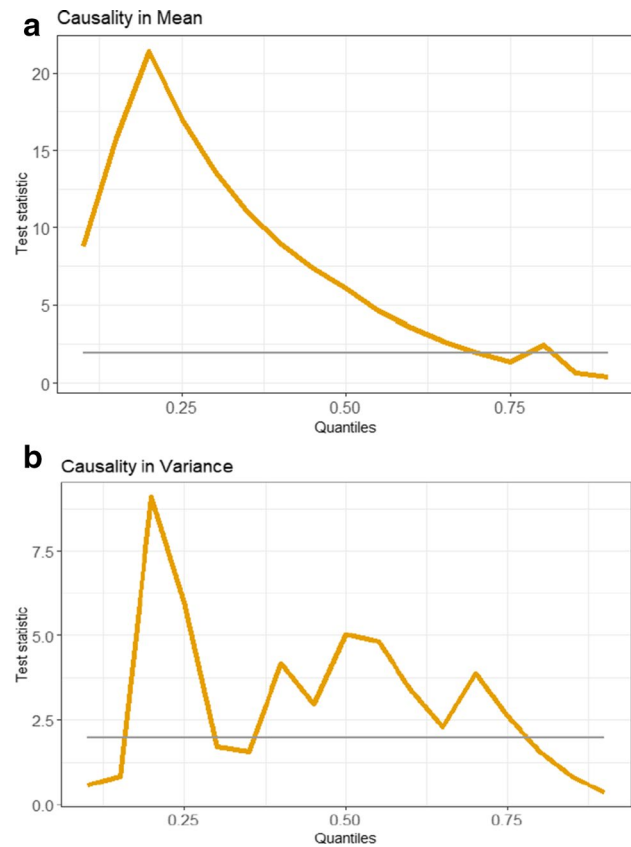 a
Causality in Mean
20
15
10
5
0
Test statistic
0.25 0.50 0.75
Quantiles
b
Causality in Variance
7.5
5.0
2.5
0.0
Test statistic
0.25 0.50 0.75
Quantiles